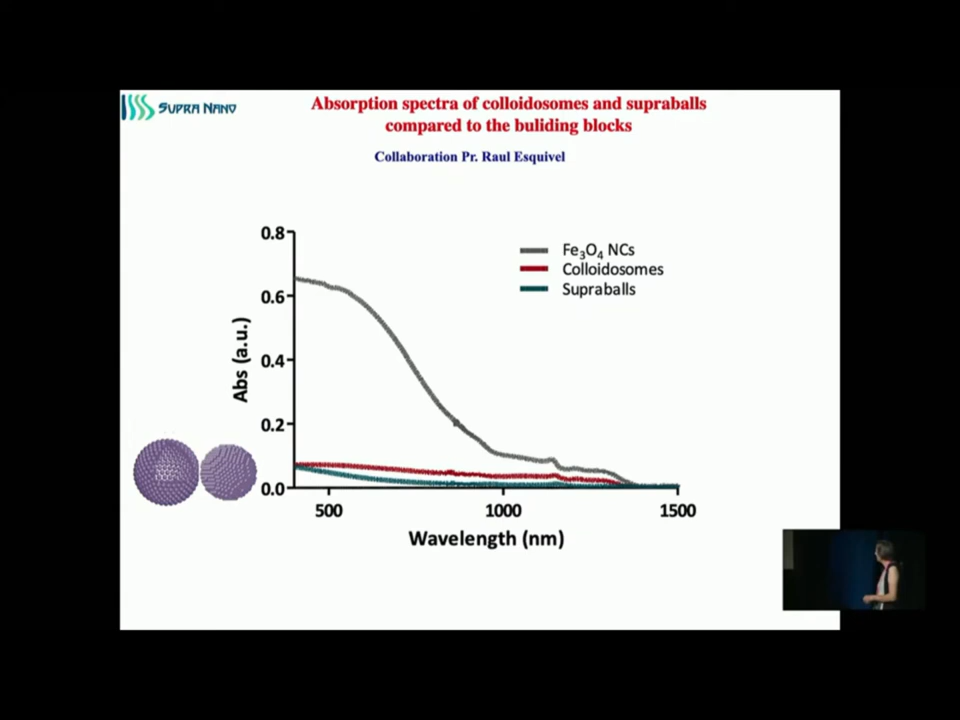 SUPRA NANO
Absorption spectra of colloidosomes and supraballs
compared to the buliding blocks
Collaboration Pr. Raul Esquivel
0.8
0.6
0.4
0.2
0.0
Abs (a.u.)
Fe₃O₄ NCs
Colloidosomes
Supraballs
500
1000
1500
Wavelength (nm)